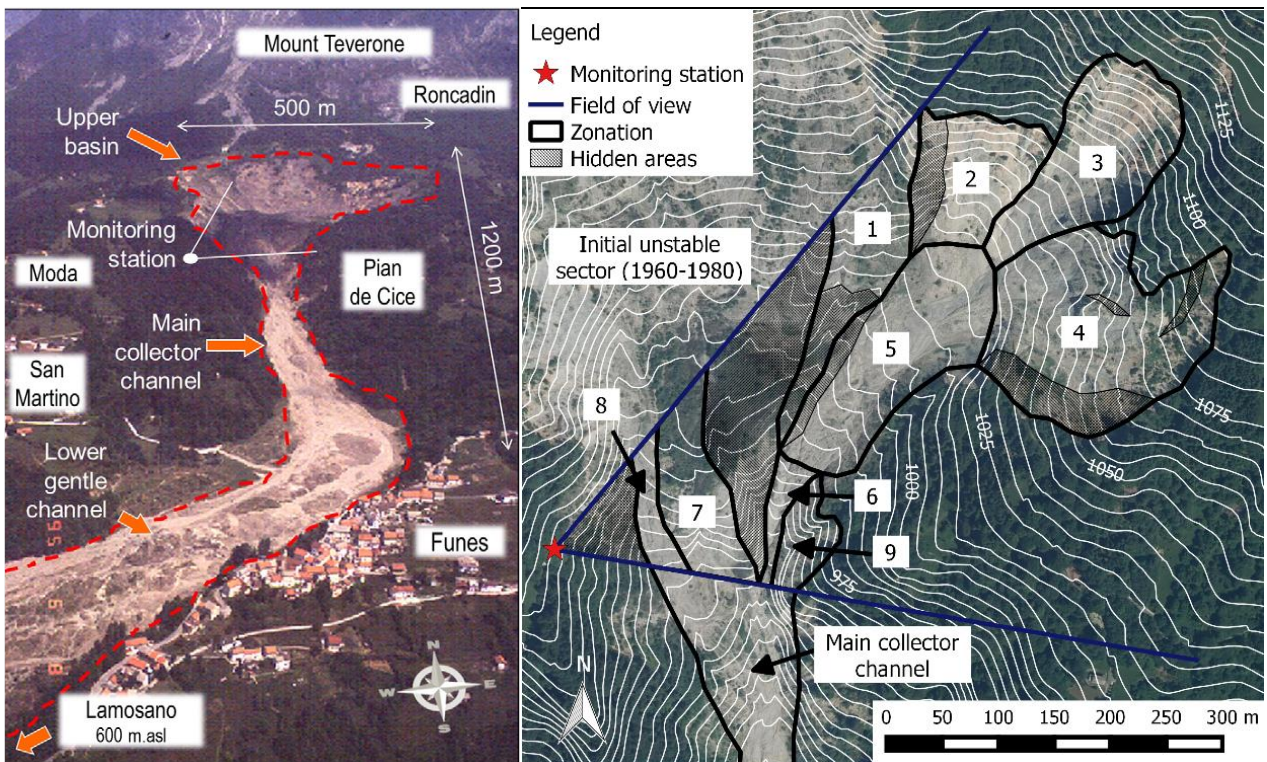 Mount Teverone
Roncadin
500 m
Upper
basin
Monitoring
station
Moda
Pian
de Cice
1200 m
Main
collector
channel
San
Martino
Lower
gentle
channel
Funes
Lamosano
600 m.asl
N
W
E
S
Legend
Monitoring station
Field of view
Zonation
Hidden areas
Initial unstable
sector (1960-1980)
1
2
3
4
5
6
7
8
9
1125
1100
1075
1050
1025
1000
975
Main collector
channel
N
0 50 100 150 200 250 300 m